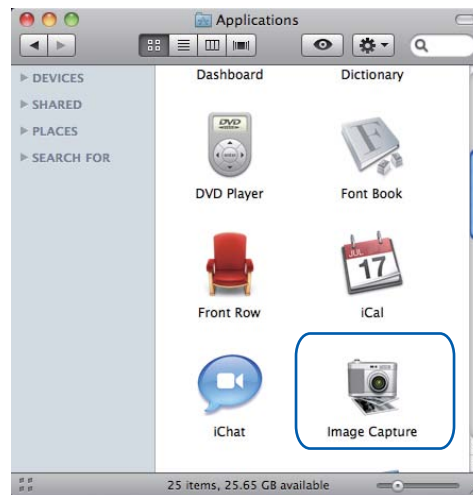 Applications
DEVICES
SHARED
PLACES
SEARCH FOR
Dashboard Dictionary
DVD
DVD Player Font Book
F
JUL
17
Front Row iCal
iChat Image Capture
25 items, 25.65 GB available